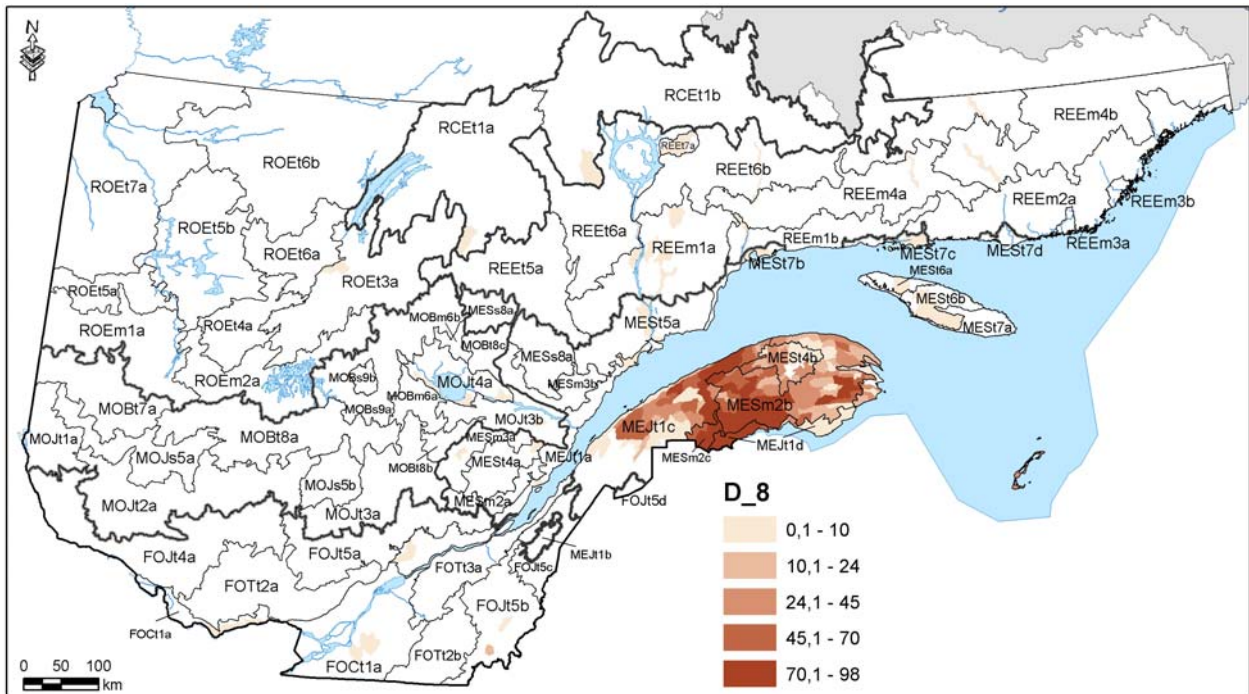 N
RCEt1b
RCEt1a
REEm4b
REEt7a
ROEt6b
REEt6b
ROEt7a
REEm4a
REEm2a
REEm3b
ROEt5b
ROEt6a
REEt6a
REEm1a
REEm1b
MESt7c
MESt7d
REEm3a
MESt7b
MESt6a
REEt5a
ROEt3a
MESt6b
ROEt5a
MESt7a
ROEm1a
ROEt4a
MOBm6b
MESs8a
MESt5a
MOBt8c
MESs8a
MESt4b
ROEm2a
MOBs9b
MOJt4a
MESm3b
MOBm6a
MESm2b
MOBt7a
MOBs9a
MOJt3b
MEJt1c
MOJt1a
MOBt8a
MESm3a
MEJt1d
MOJs5a
MOBt8b
MESt4a
MEJt1a
MESm2c
MOJs5b
MOJt2a
MOJt3a
MESm2a
FOJt5d
FOJt4a
FOJt5a
MEJt1b
FOTt3a
FOJt5c
FOTt2a
FOJt5b
FOCt1a
FOCt1a
FOTt2b
D_8
0,1 - 10
10,1 - 24
24,1 - 45
45,1 - 70
70,1 - 98
0 50 100
km